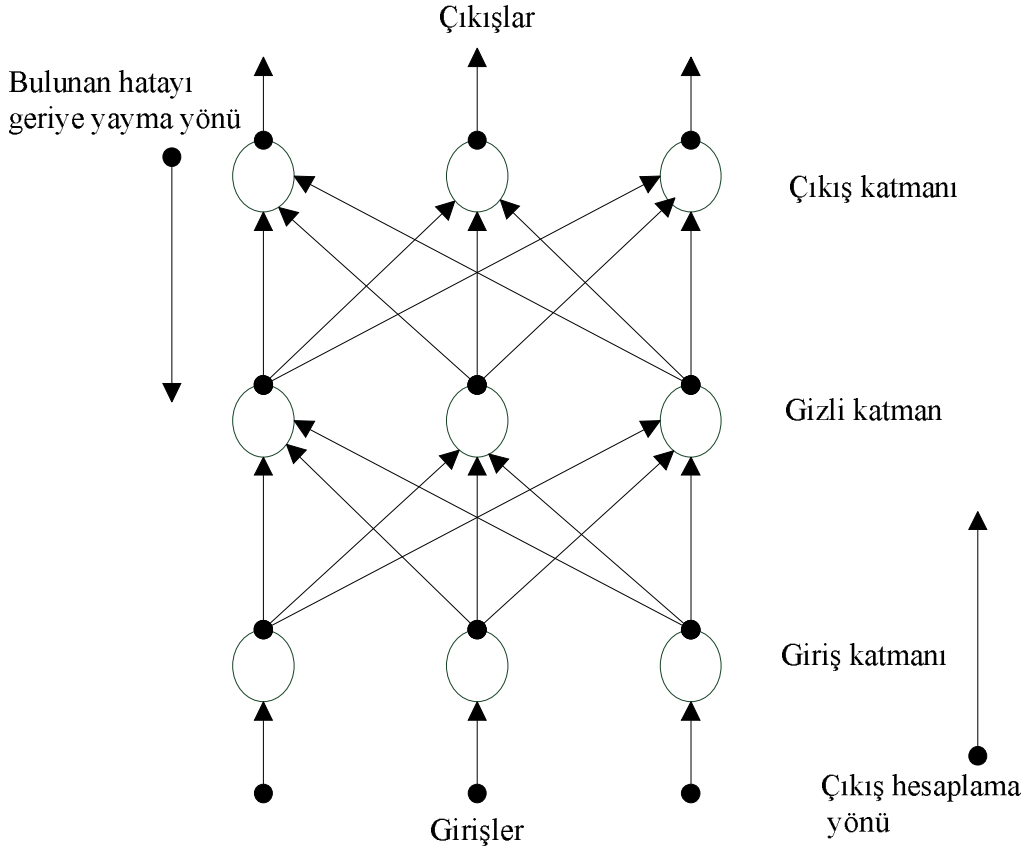 Çıkışlar
Bulunan hatayı
geriye yayma yönü
Çıkış katmanı
Gizli katman
Giriş katmanı
Çıkış hesaplama
yönü
Girişler